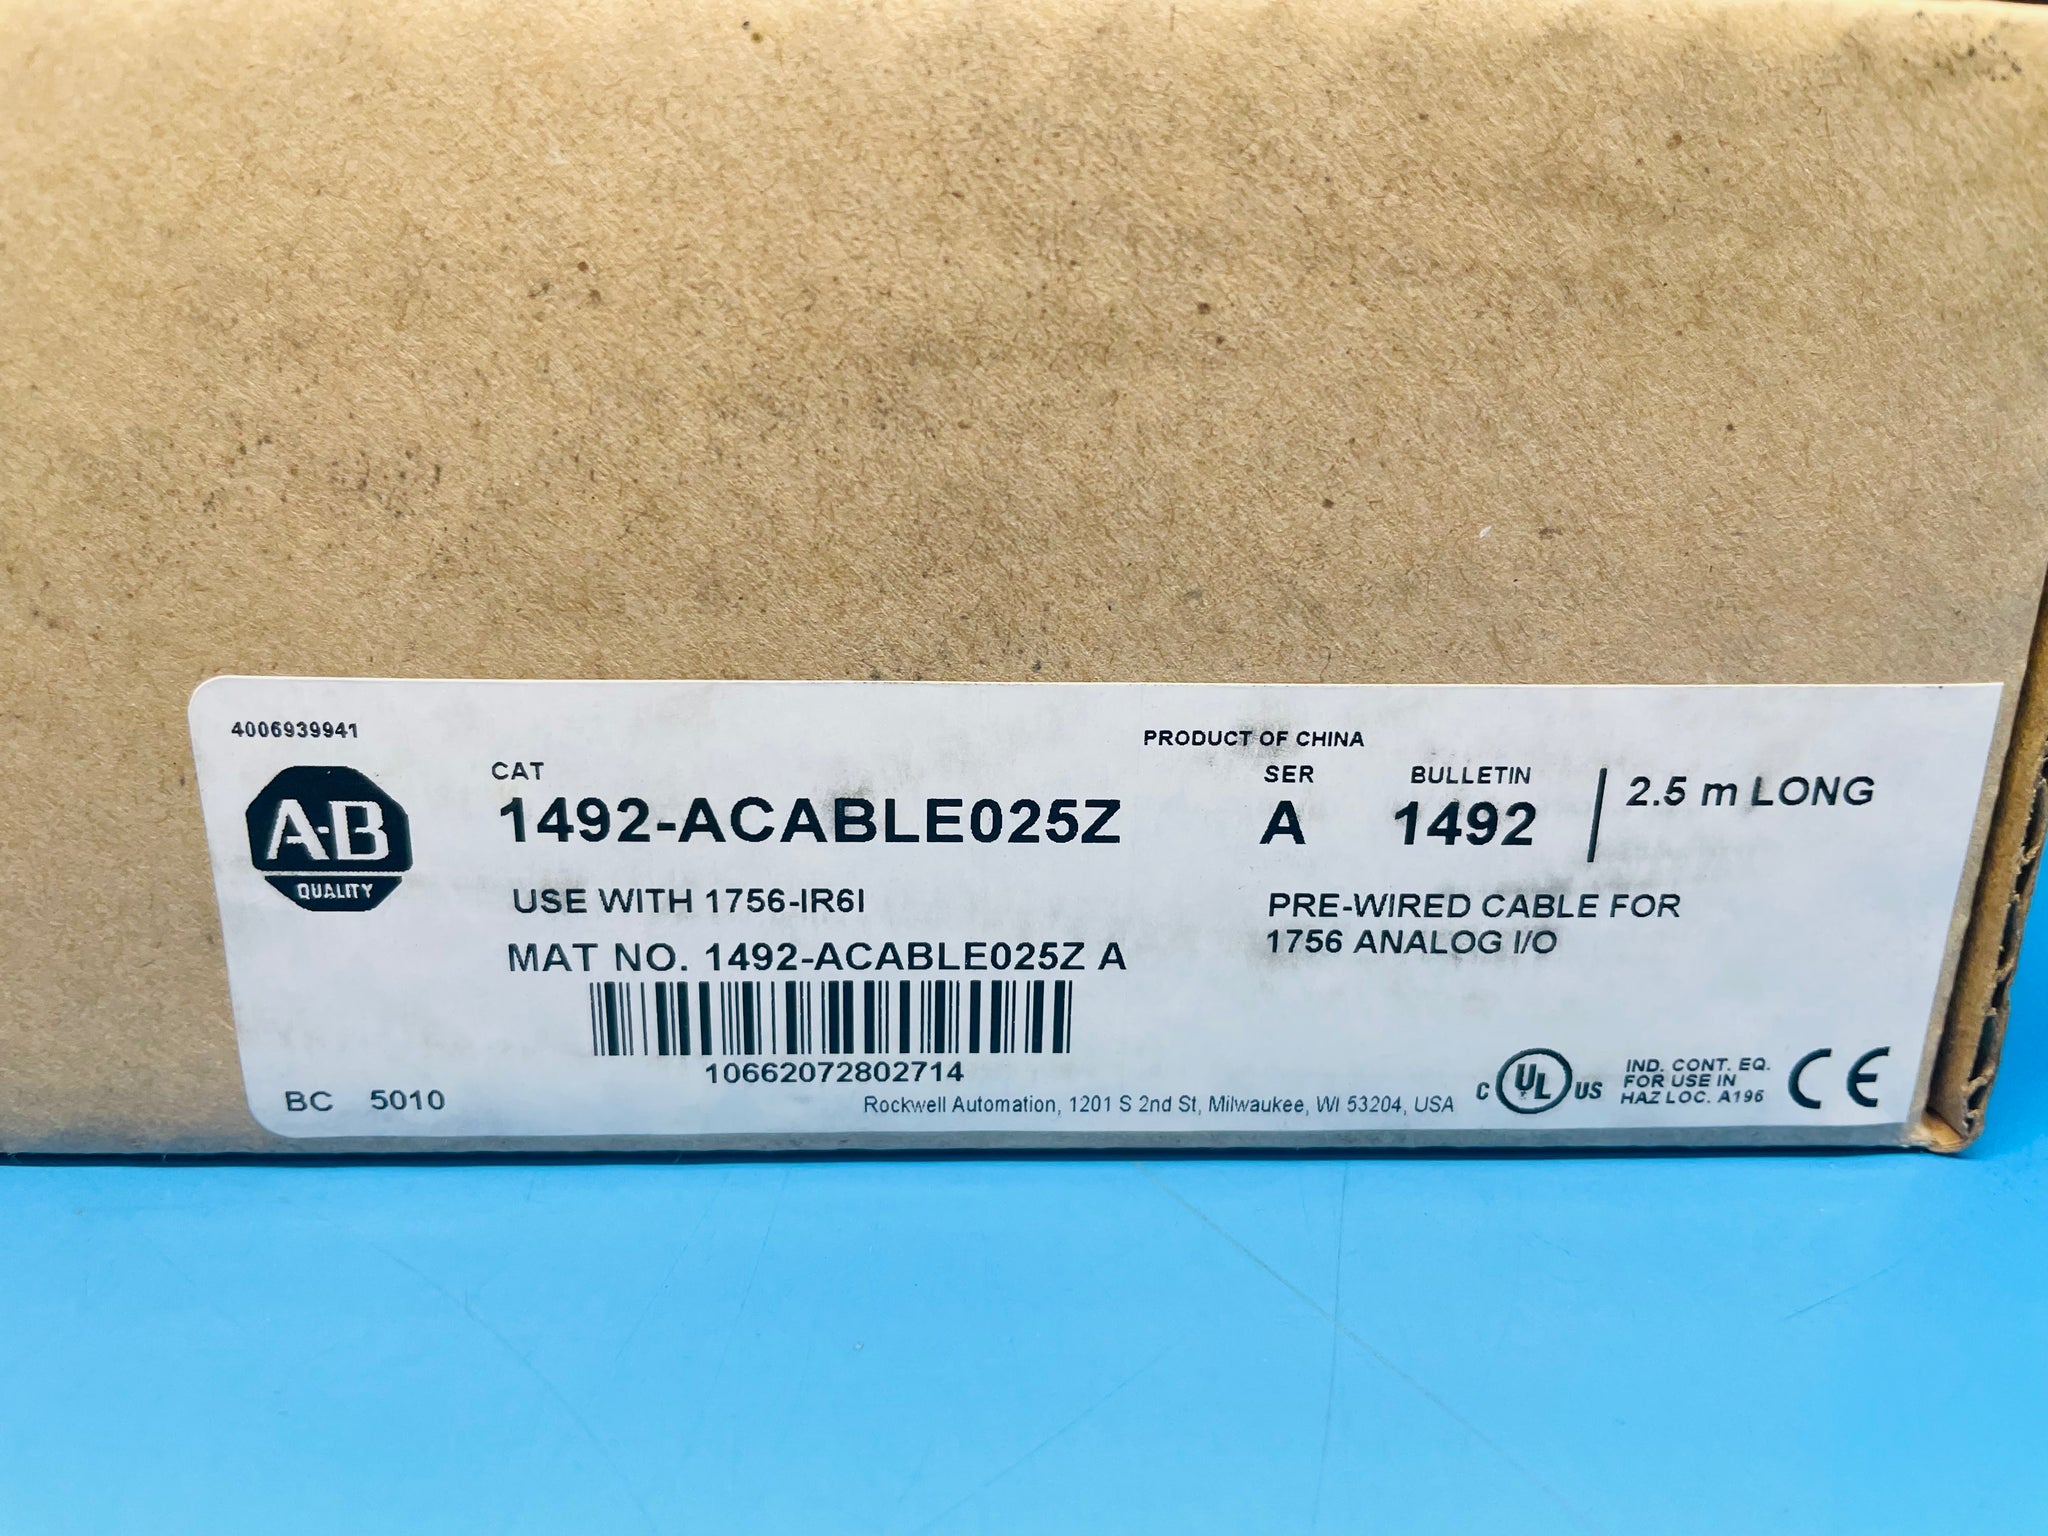 4006939941
PRODUCT OF CHINA
CAT
SER
BULLETIN
1492-ACABLE025Z
A
1492
2.5 m LONG
A-B
QUALITY
USE WITH 1756-IR6I
PRE-WIRED CABLE FOR
1756 ANALOG I/O
MAT NO. 1492-ACABLE025Z A
10662072802714
BC 5010
Rockwell Automation, 1201 S 2nd St, Milwaukee, WI 53204, USA
C UL US
IND. CONT. EQ.
FOR USE IN
HAZ LOC. A196
CE